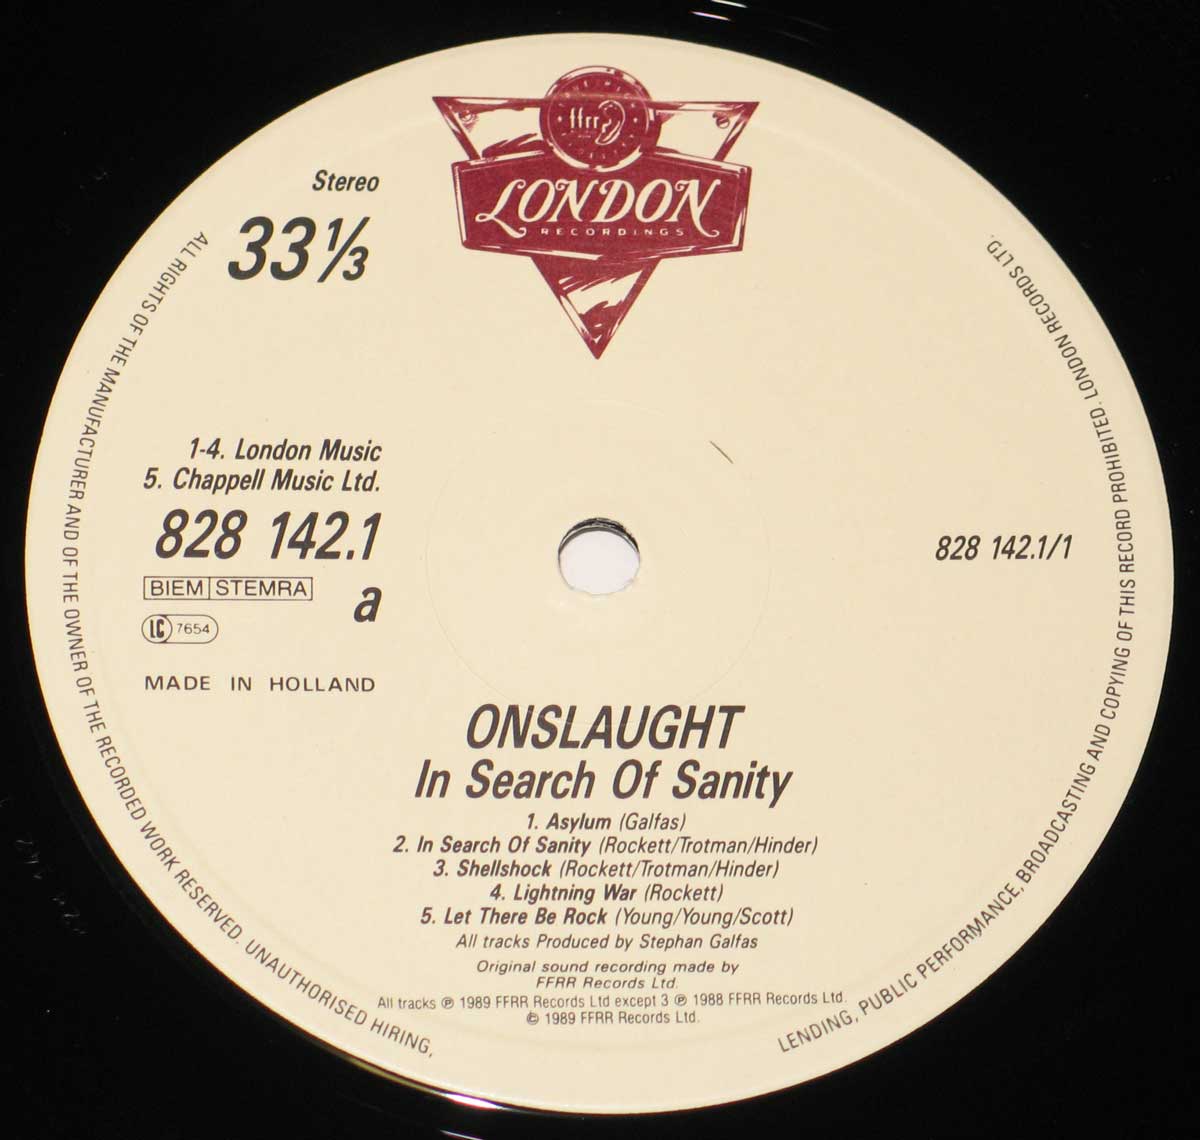 ffrr
LONDON
RECORDINGS
Stereo
33⅓
1-4. London Music
5. Chappell Music Ltd.
828 142.1
BIEM STEMRA
a
LC 7654
MADE IN HOLLAND
828 142.1/1
ONSLAUGHT
In Search Of Sanity
1. Asylum (Galfas)
2. In Search Of Sanity (Rockett/Trotman/Hinder)
3. Shellshock (Rockett/Trotman/Hinder)
4. Lightning War (Rockett)
5. Let There Be Rock (Young/Young/Scott)
All tracks Produced by Stephan Galfas
Original sound recording made by
FFRR Records Ltd.
All tracks ℗ 1989 FFRR Records Ltd except 3 ℗ 1988 FFRR Records Ltd.
© 1989 FFRR Records Ltd.
ALL RIGHTS OF THE MANUFACTURER AND OF THE OWNER OF THE RECORDED WORK RESERVED. UNAUTHORISED HIRING, LENDING, PUBLIC PERFORMANCE, BROADCASTING AND COPYING OF THIS RECORD PROHIBITED. LONDON RECORDS LTD.